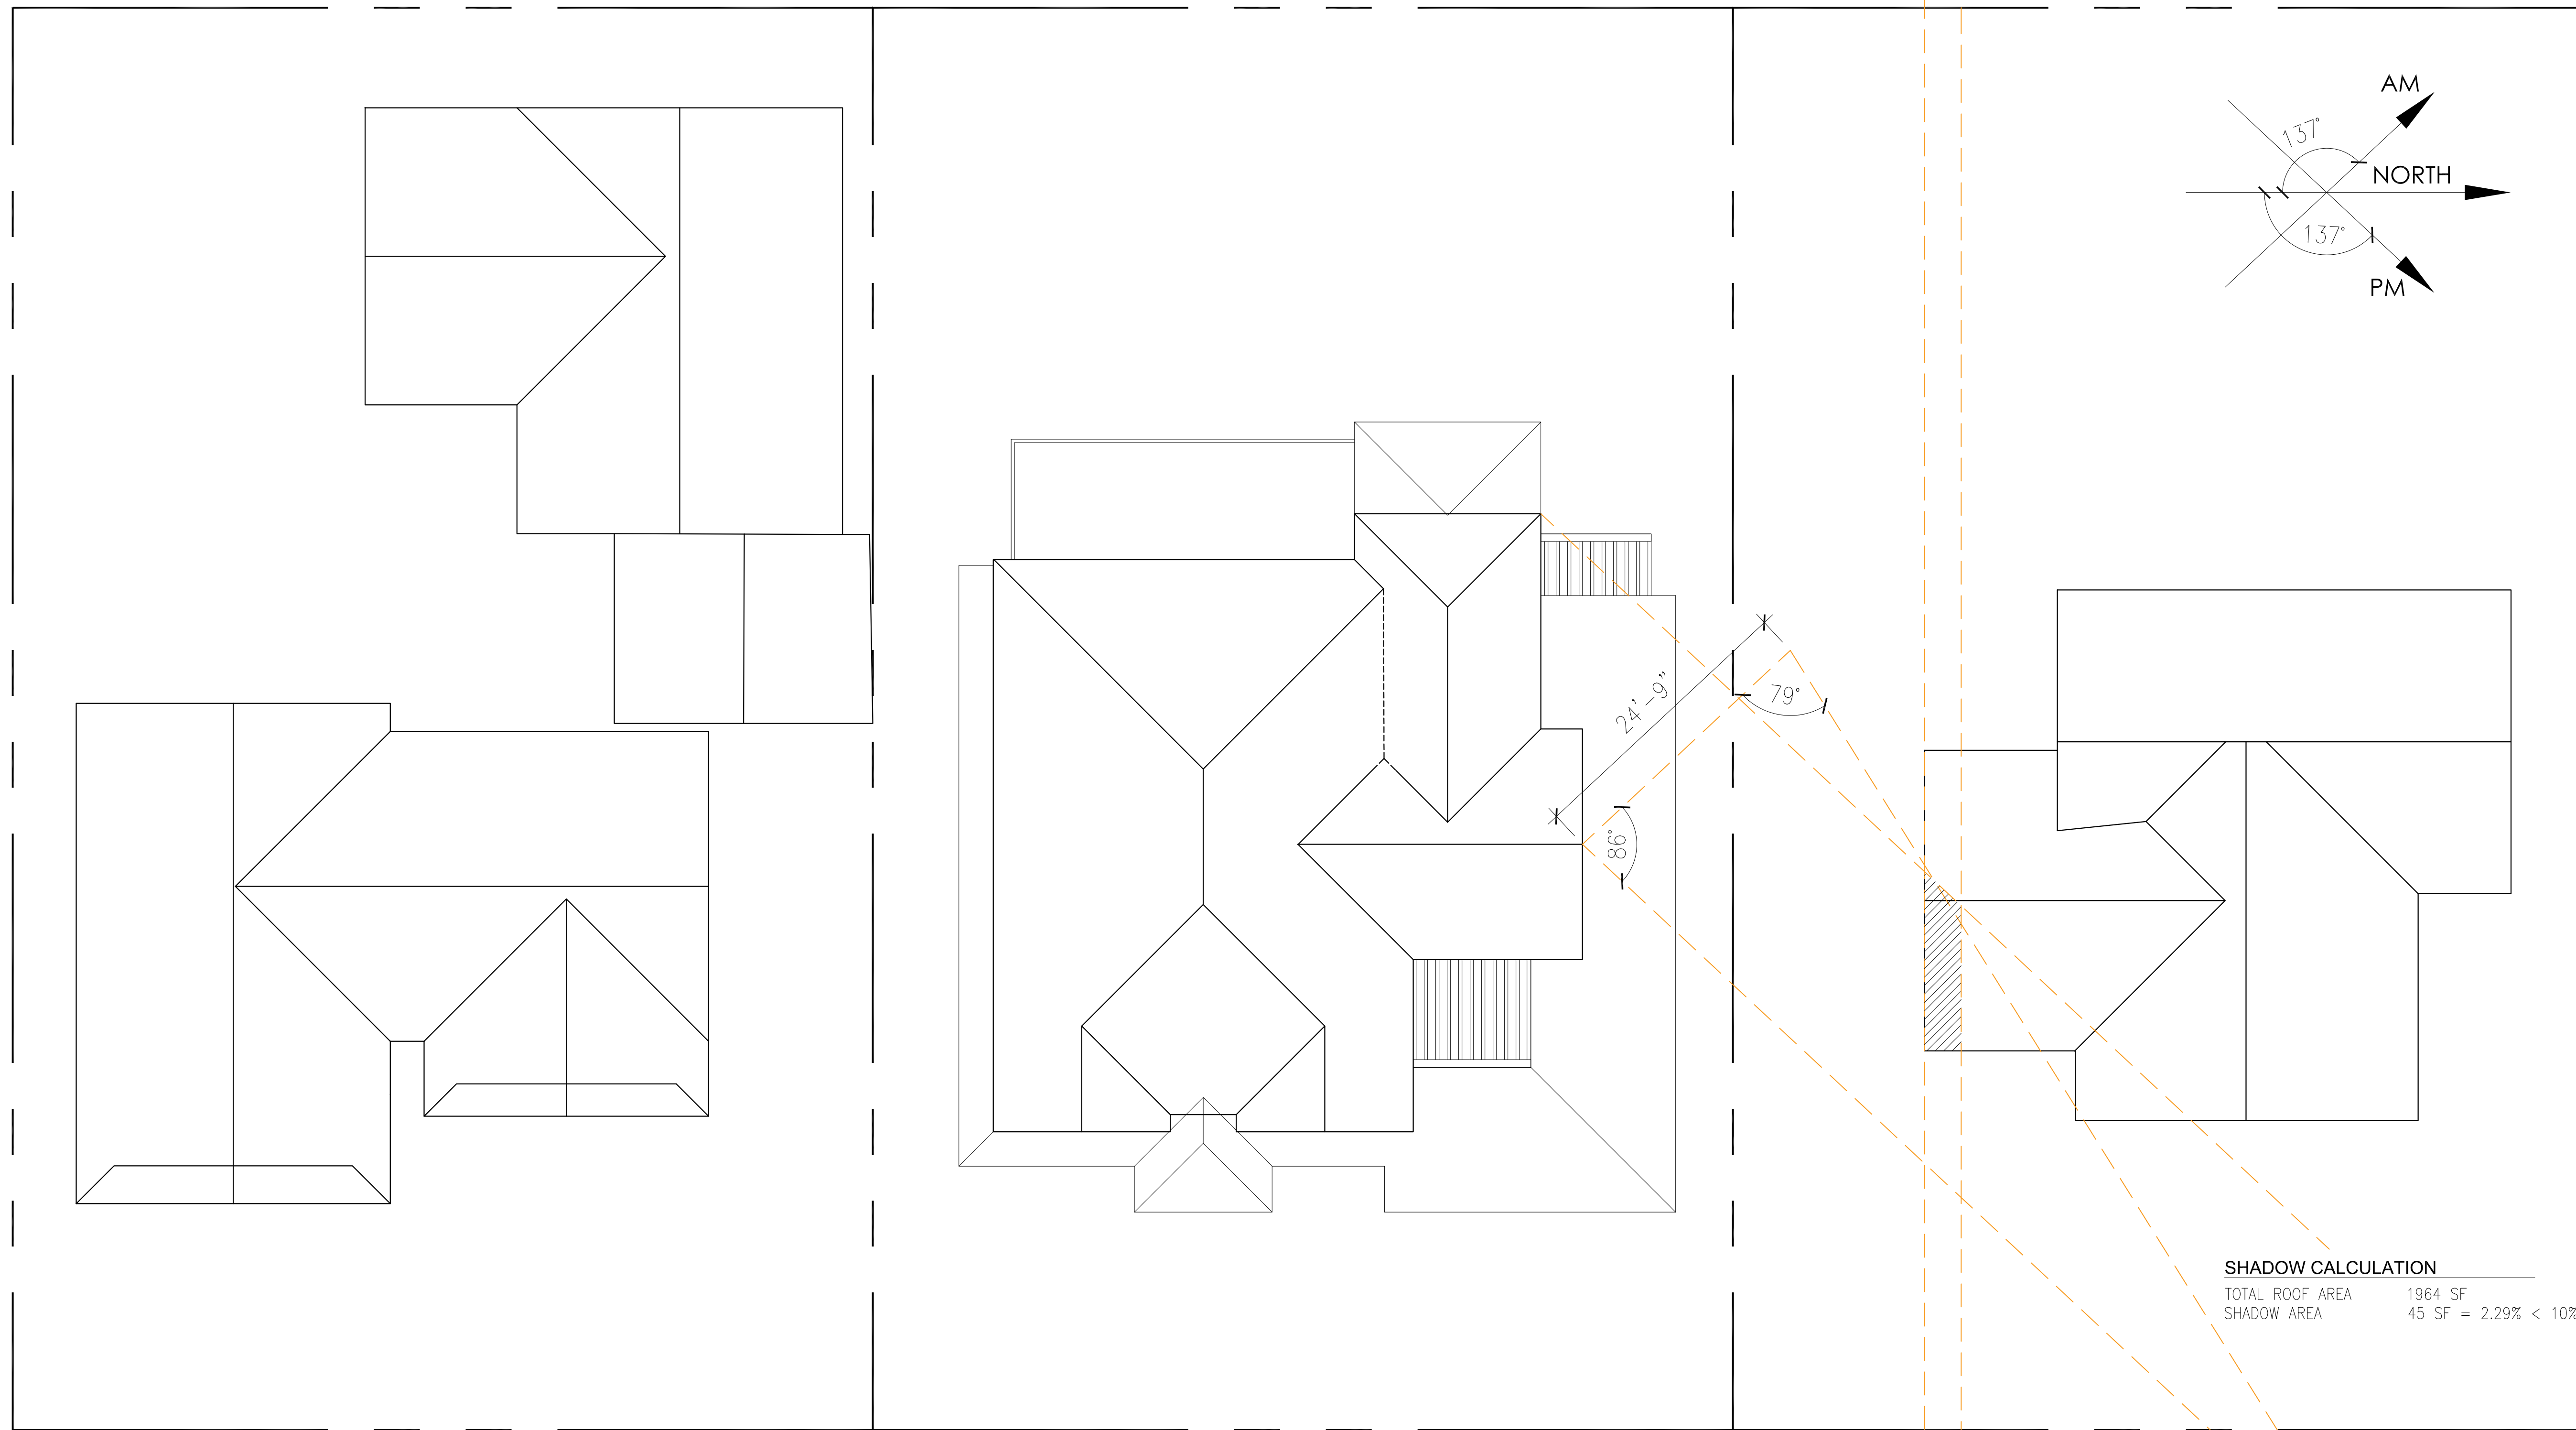 AM
137°
NORTH
137°
PM
24'-9"
79°
86°
SHADOW CALCULATION
TOTAL ROOF AREA 1964 SF
SHADOW AREA 45 SF = 2.29% < 10%